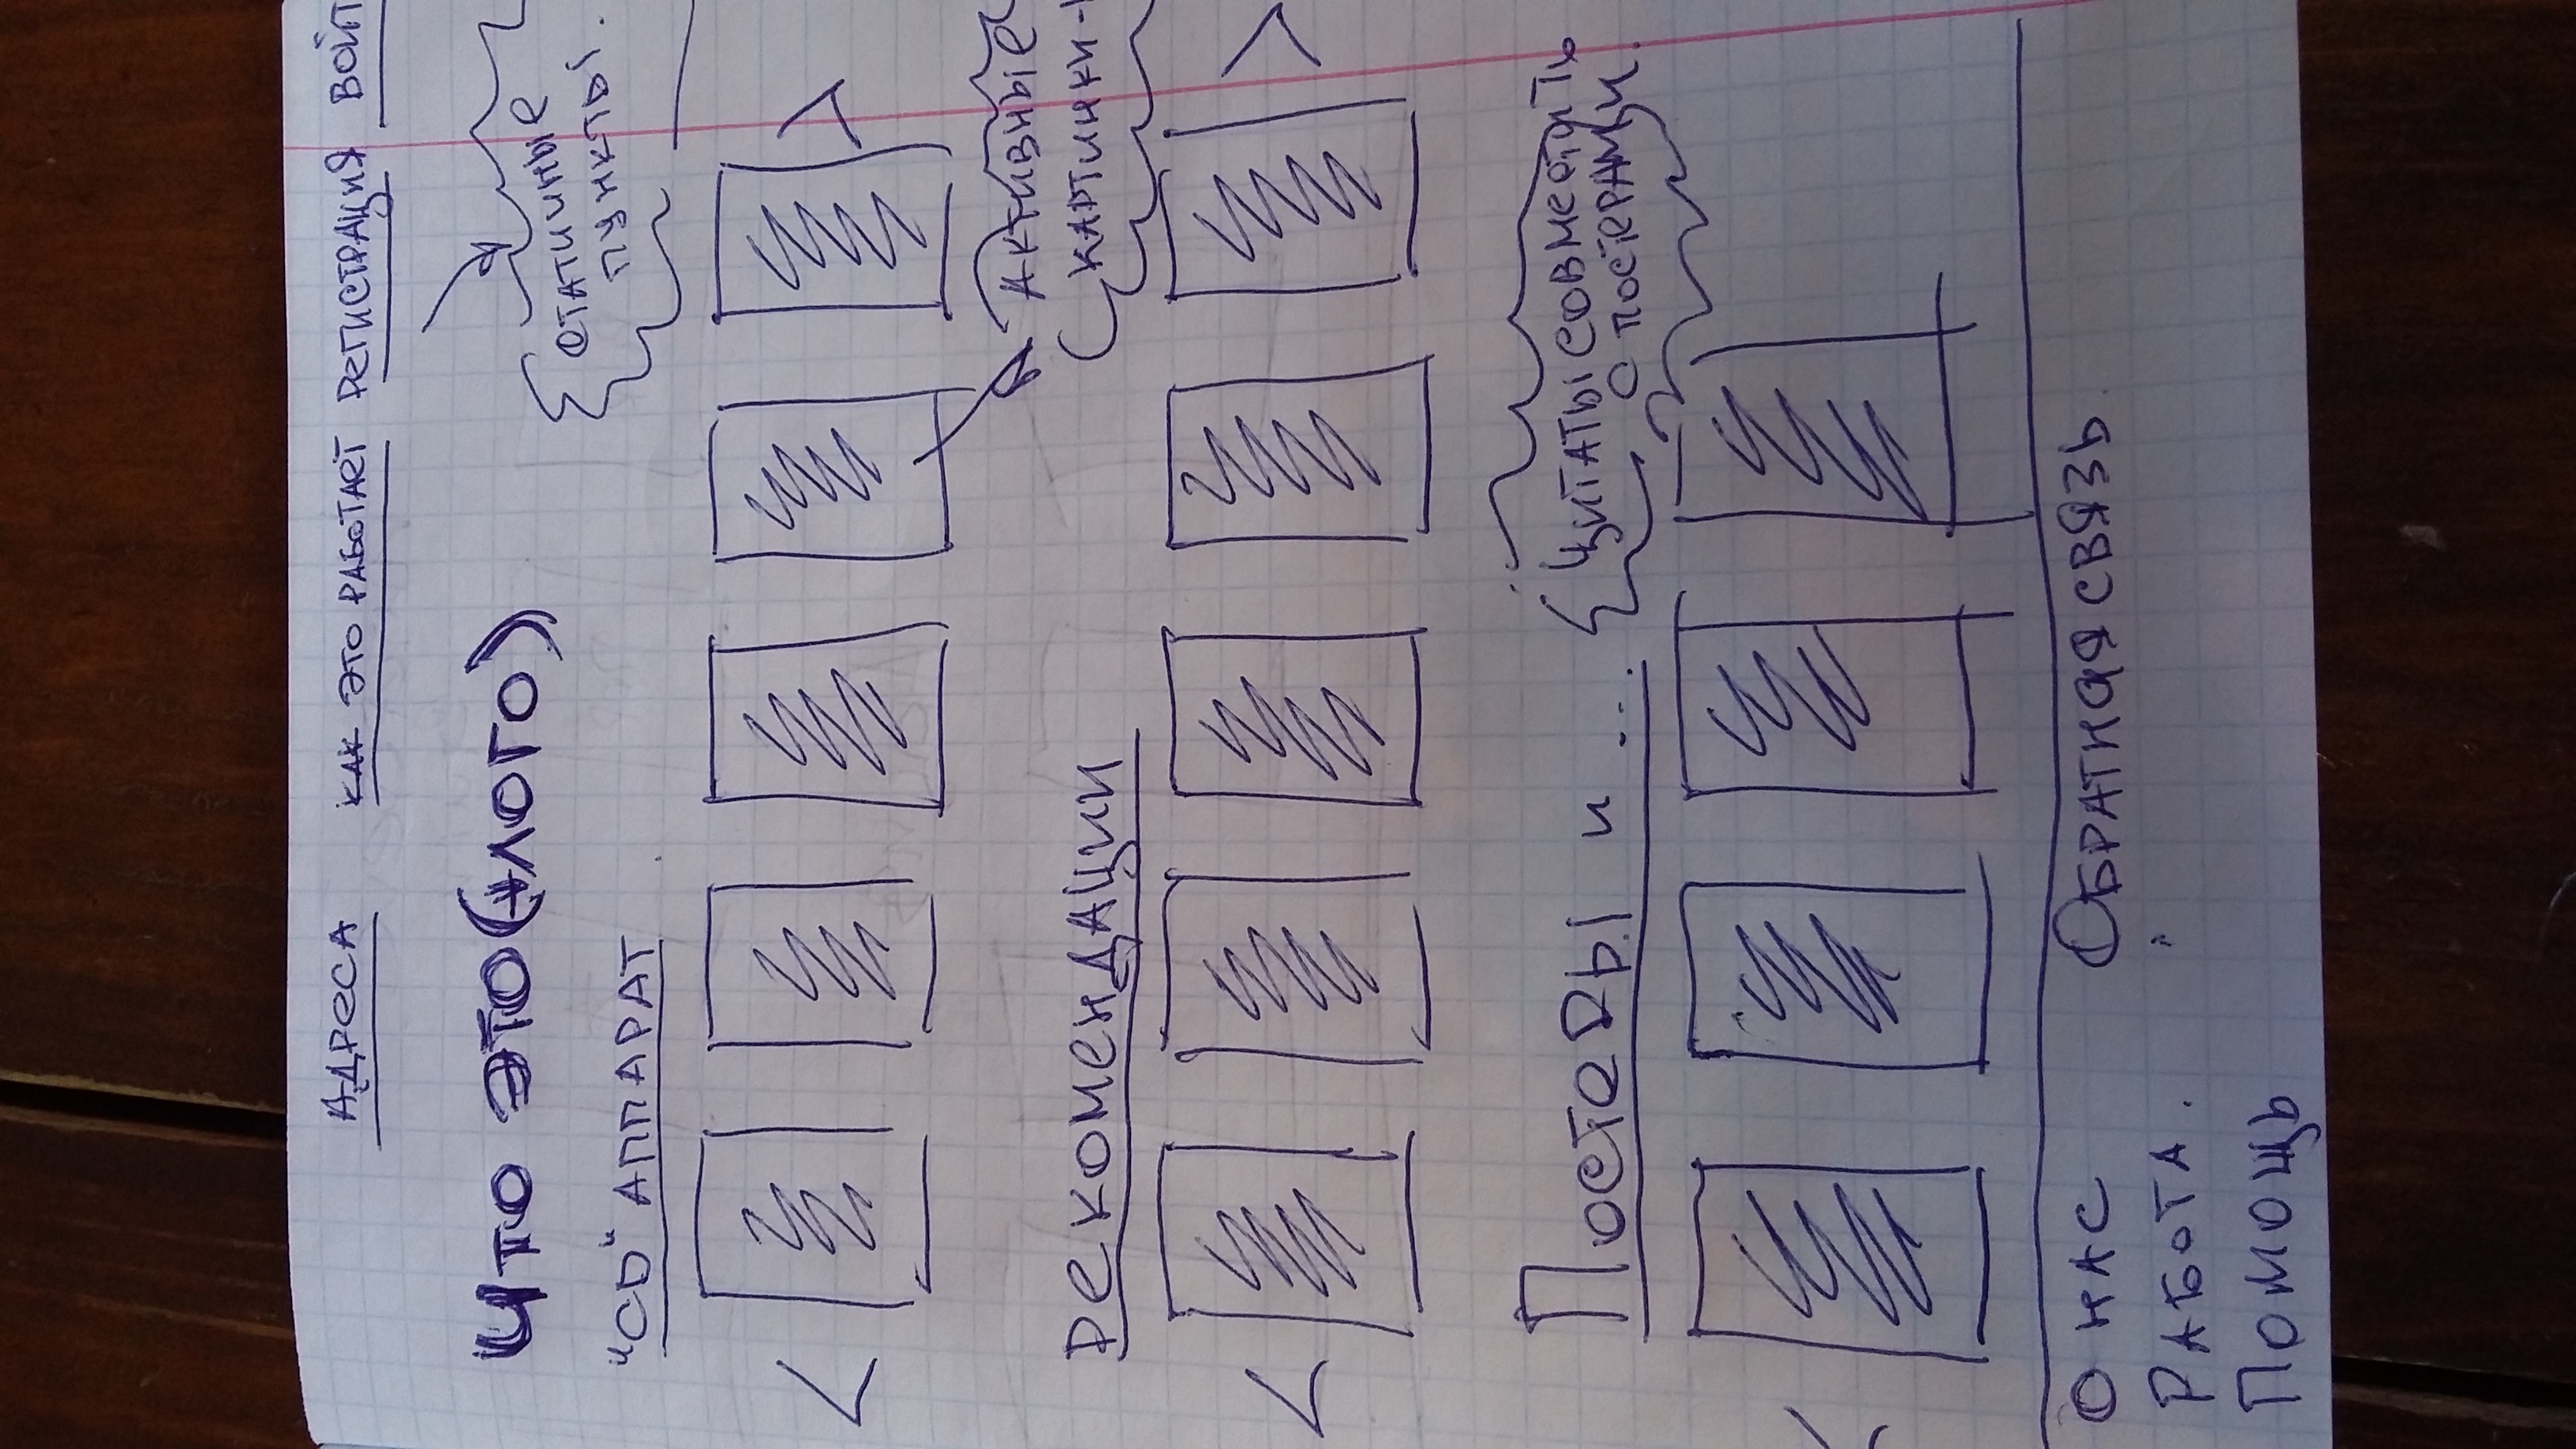 АДРЕСА КАК ЭТО РАБОТАЕТ РЕГИСТРАЦИЯ ВОЙТ
ЧТО ЭТО (+ЛОГО)
СТАТИЧНЫЕ
ПУНКТЫ.
"CD" АППАРАТ
АКТИВНЫЕ
КАРТИНКИ-
РЕКОМЕНДАЦИИ
ПОСТЕРЫ И ...
ЦИТАТЫ СОВМЕСТИТЬ
С ПОСТЕРАМИ.
О НАС ОБРАТНАЯ СВЯЗЬ
РАБОТА.
ПОМОЩЬ